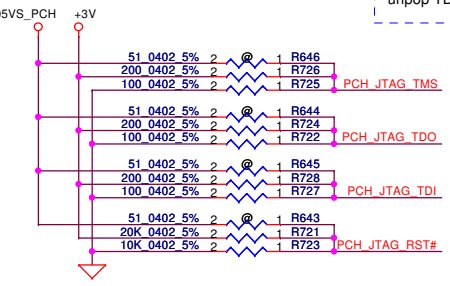 05VS_PCH +3V
51_0402_5% 2 @ 1 R646
200_0402_5% 2 1 R726
100_0402_5% 2 1 R725 PCH_JTAG_TMS
51_0402_5% 2 @ 1 R644
200_0402_5% 2 1 R724
100_0402_5% 2 1 R722 PCH_JTAG_TDO
51_0402_5% 2 @ 1 R645
200_0402_5% 2 1 R728
100_0402_5% 2 1 R727 PCH_JTAG_TDI
51_0402_5% 2 @ 1 R643
20K_0402_5% 2 1 R721
10K_0402_5% 2 1 R723 PCH_JTAG_RST#